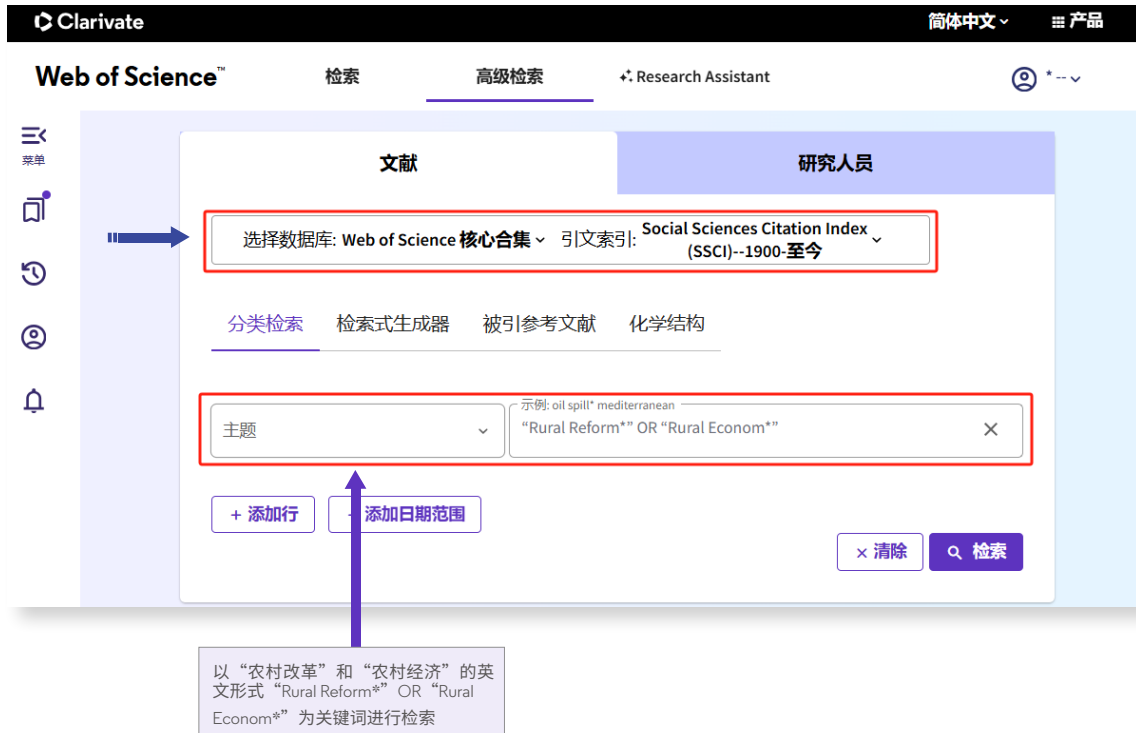 Clarivate
简体中文
产品
Web of Science™
检索
高级检索
Research Assistant
* --
菜单
文献
研究人员
选择数据库: Web of Science 核心合集 引文索引: Social Sciences Citation Index
(SSCI)--1900-至今
分类检索
检索式生成器
被引参考文献
化学结构
主题
示例: oil spill* mediterranean
“Rural Reform*” OR “Rural Econom*”
+ 添加行
+ 添加日期范围
× 清除
检索
以“农村改革”和“农村经济”的英
文形式“Rural Reform*”OR“Rural
Econom*”为关键词进行检索